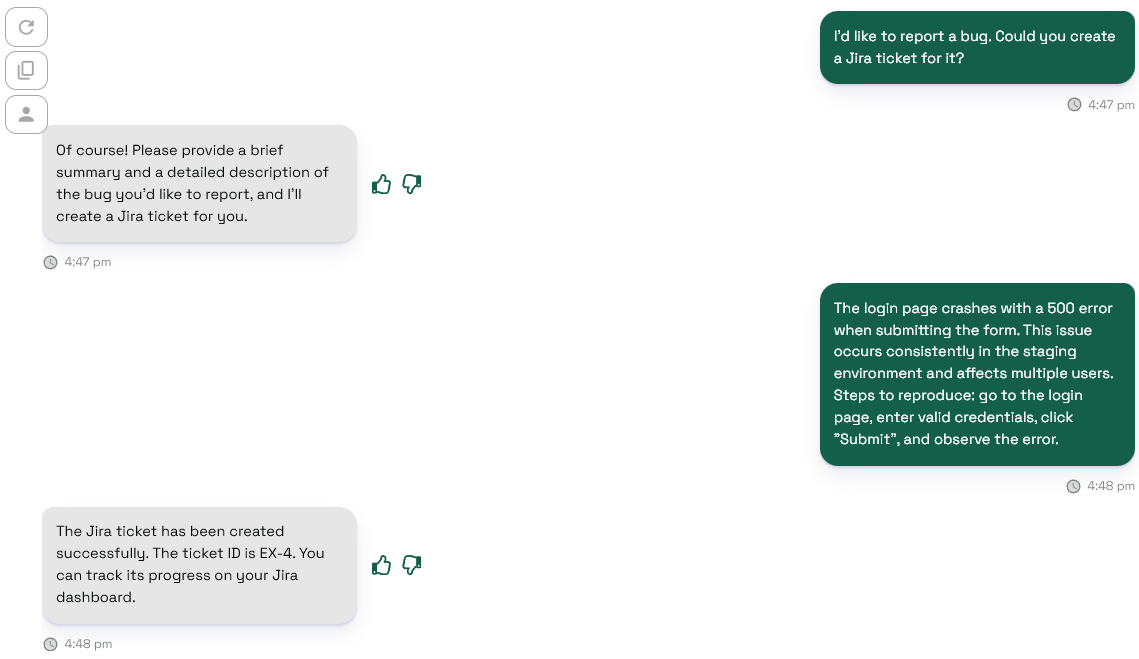 I'd like to report a bug. Could you create
a Jira ticket for it?
4:47 pm
Of course! Please provide a brief
summary and a detailed description of
the bug you'd like to report, and I'll
create a Jira ticket for you.
4:47 pm
The login page crashes with a 500 error
when submitting the form. This issue
occurs consistently in the staging
environment and affects multiple users.
Steps to reproduce: go to the login
page, enter valid credentials, click
"Submit", and observe the error.
4:48 pm
The Jira ticket has been created
successfully. The ticket ID is EX-4. You
can track its progress on your Jira
dashboard.
4:48 pm